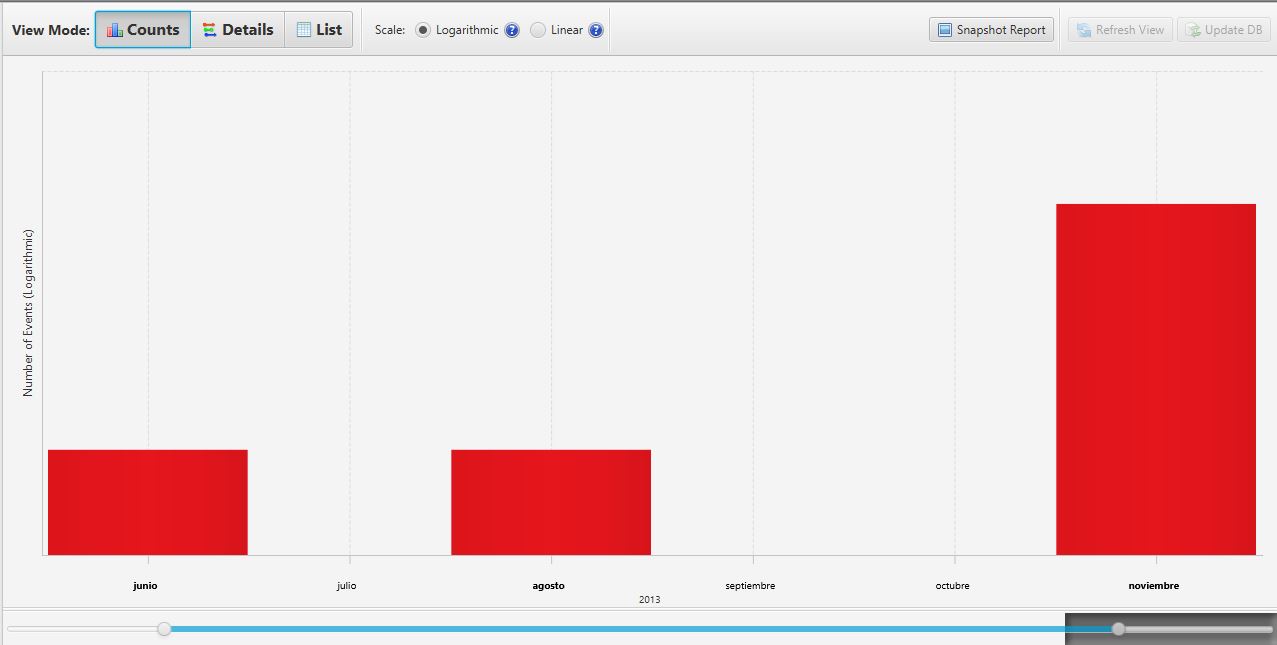 View Mode: Counts Details List Scale: Logarithmic ? Linear ? Snapshot Report Refresh View Update DB
Number of Events (Logarithmic)
junio julio agosto septiembre octubre noviembre
2013